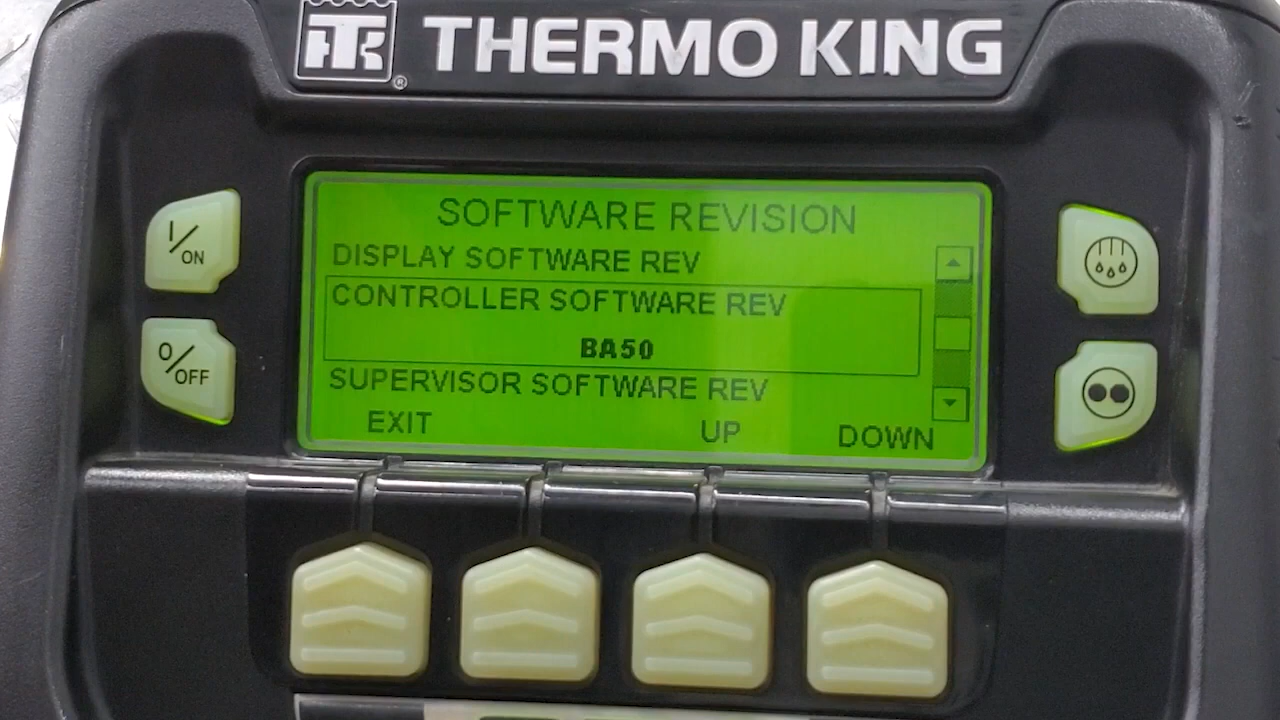 TK ® THERMO KING
SOFTWARE REVISION
DISPLAY SOFTWARE REV
CONTROLLER SOFTWARE REV
BA50
SUPERVISOR SOFTWARE REV
EXIT UP DOWN
I/ON
O/OFF